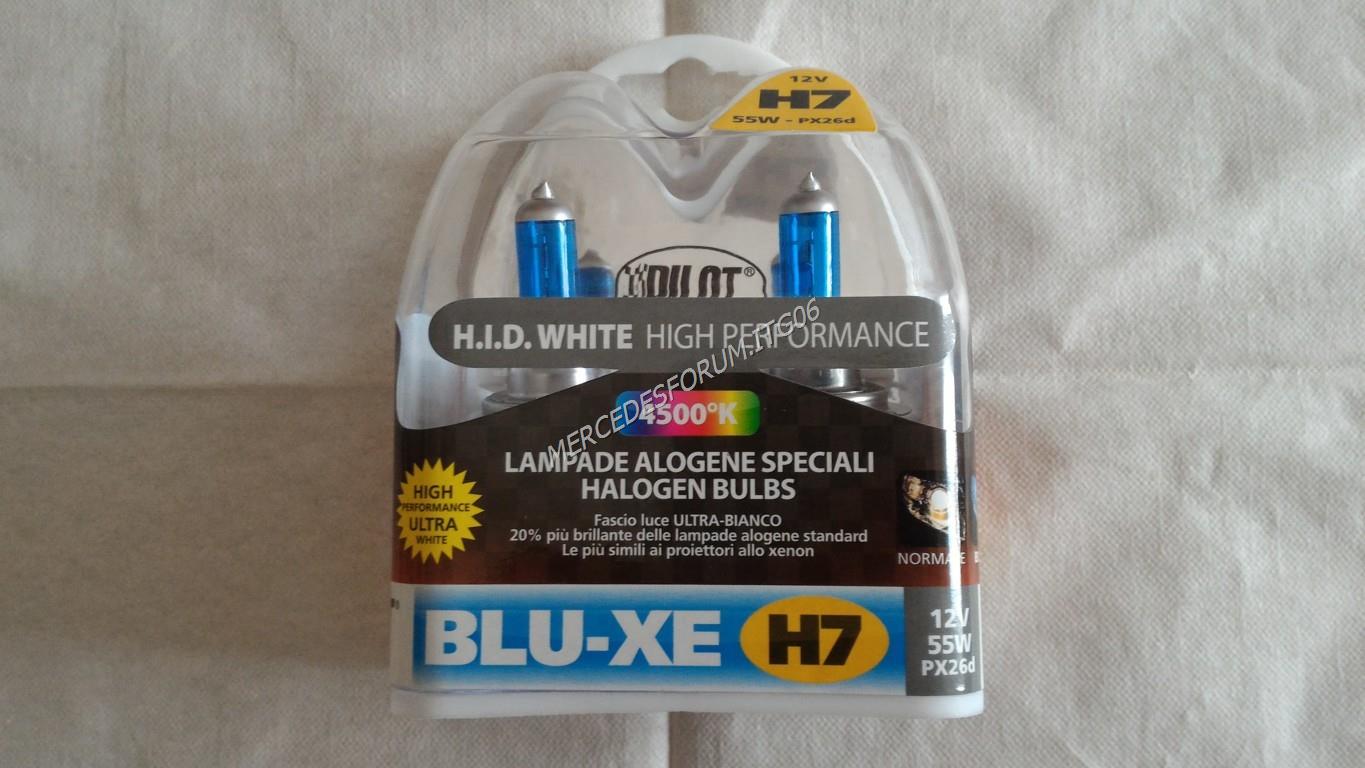 12V
H7
55W - PX26d
PILOT®
H.I.D. WHITE HIGH PERFORMANCE
MERCEDESFORUM.ITG06
4500°K
LAMPADE ALOGENE SPECIALI
HALOGEN BULBS
HIGH
PERFORMANCE
ULTRA
WHITE
Fascio luce ULTRA-BIANCO
20% più brillante delle lampade alogene standard
Le più simili ai proiettori allo xenon
NORMALE
BLU-XE H7
12V
55W
PX26d